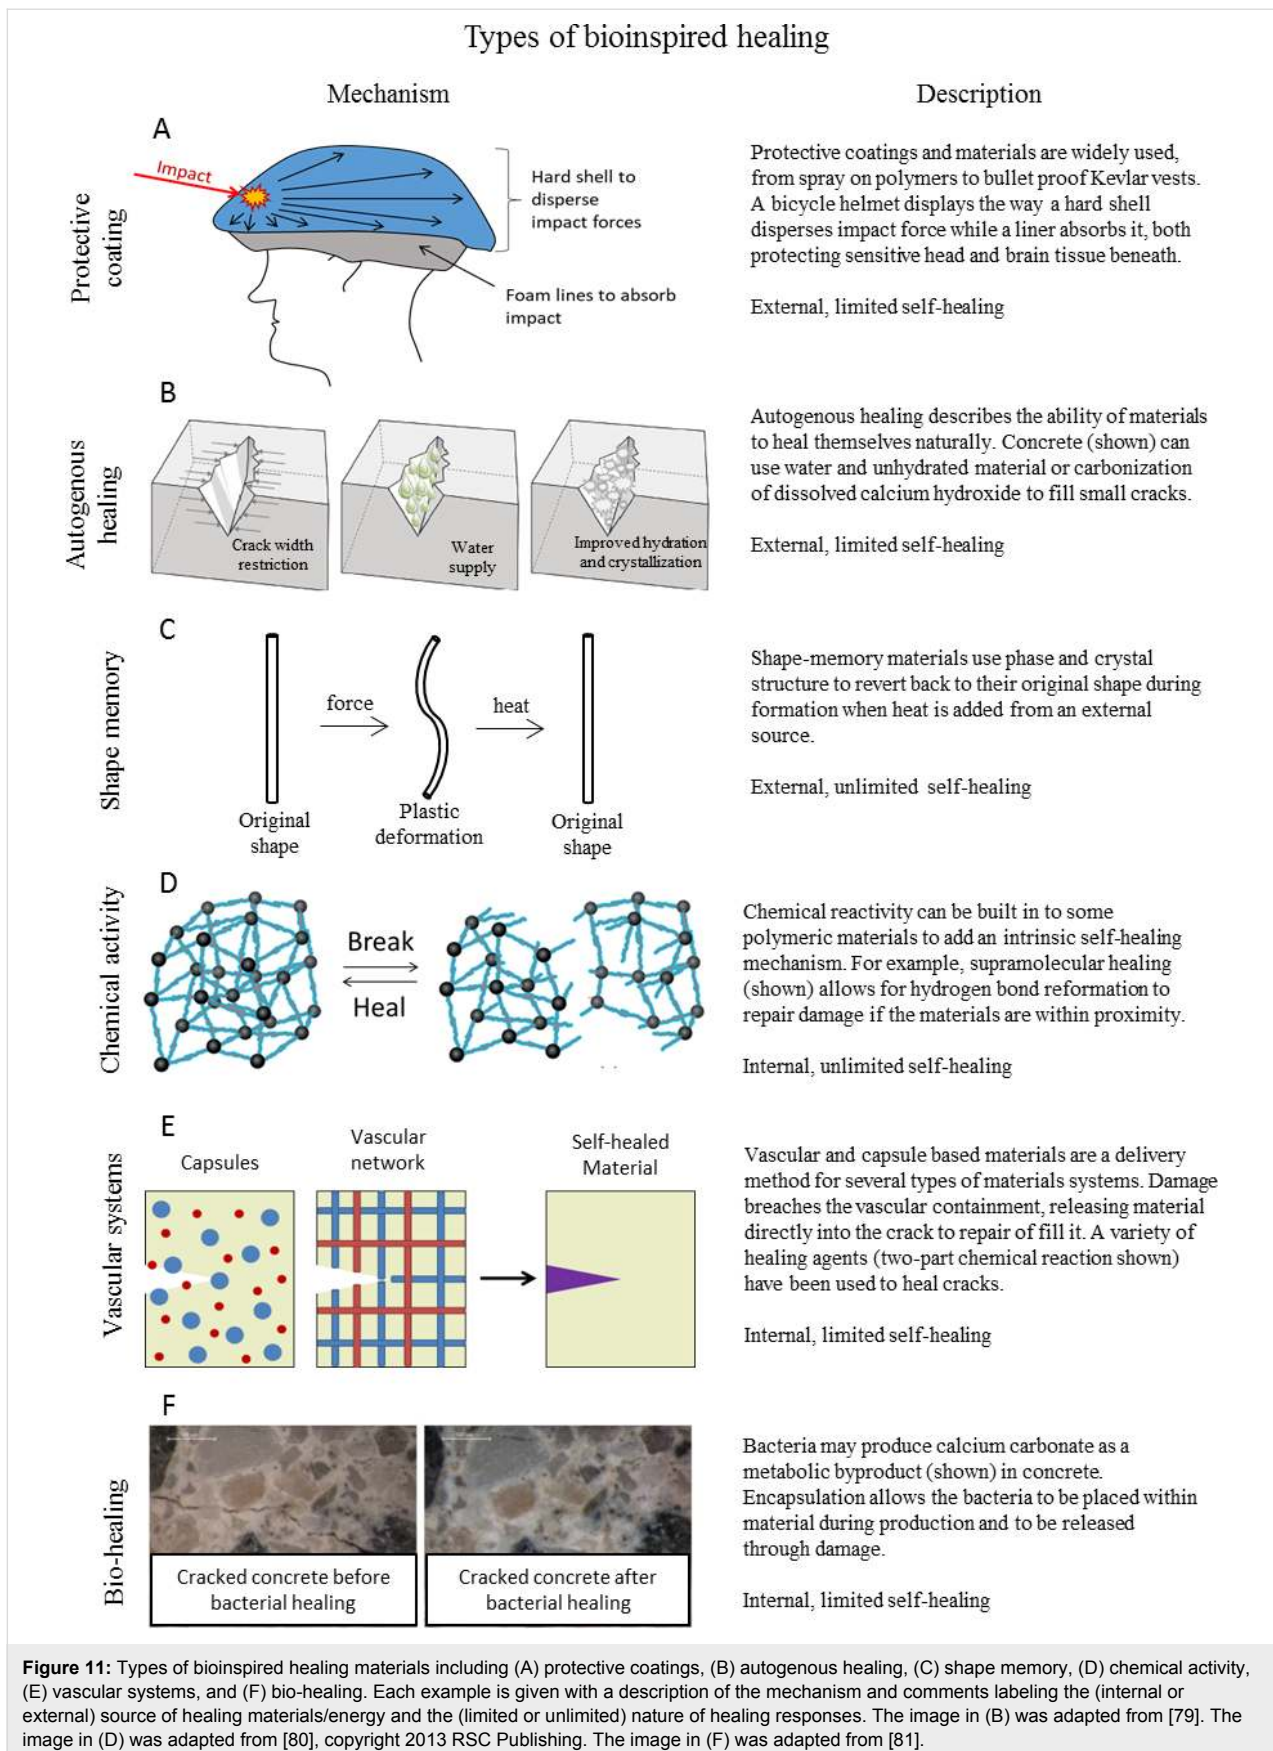 Types of bioinspired healing
Mechanism
Description
A
Protective
coating
Impact
Hard shell to
disperse
impact forces
Foam lines to absorb
impact
Protective coatings and materials are widely used,
from spray on polymers to bullet proof Kevlar vests.
A bicycle helmet displays the way a hard shell
disperses impact force while a liner absorbs it, both
protecting sensitive head and brain tissue beneath.
External, limited self-healing
B
Autogenous
healing
Crack width
restriction
Water
supply
Improved hydration
and crystallization
Autogenous healing describes the ability of materials
to heal themselves naturally. Concrete (shown) can
use water and unhydrated material or carbonization
of dissolved calcium hydroxide to fill small cracks.
External, limited self-healing
C
Shape memory
force
heat
Original
shape
Plastic
deformation
Original
shape
Shape-memory materials use phase and crystal
structure to revert back to their original shape during
formation when heat is added from an external
source.
External, unlimited self-healing
D
Chemical activity
Break
Heal
Chemical reactivity can be built in to some
polymeric materials to add an intrinsic self-healing
mechanism. For example, supramolecular healing
(shown) allows for hydrogen bond reformation to
repair damage if the materials are within proximity.
Internal, unlimited self-healing
E
Vascular systems
Capsules
Vascular
network
Self-healed
Material
Vascular and capsule based materials are a delivery
method for several types of materials systems. Damage
breaches the vascular containment, releasing material
directly into the crack to repair of fill it. A variety of
healing agents (two-part chemical reaction shown)
have been used to heal cracks.
Internal, limited self-healing
F
Bio-healing
Cracked concrete before
bacterial healing
Cracked concrete after
bacterial healing
Bacteria may produce calcium carbonate as a
metabolic byproduct (shown) in concrete.
Encapsulation allows the bacteria to be placed within
material during production and to be released
through damage.
Internal, limited self-healing
Figure 11: Types of bioinspired healing materials including (A) protective coatings, (B) autogenous healing, (C) shape memory, (D) chemical activity,
(E) vascular systems, and (F) bio-healing. Each example is given with a description of the mechanism and comments labeling the (internal or
external) source of healing materials/energy and the (limited or unlimited) nature of healing responses. The image in (B) was adapted from [79]. The
image in (D) was adapted from [80], copyright 2013 RSC Publishing. The image in (F) was adapted from [81].